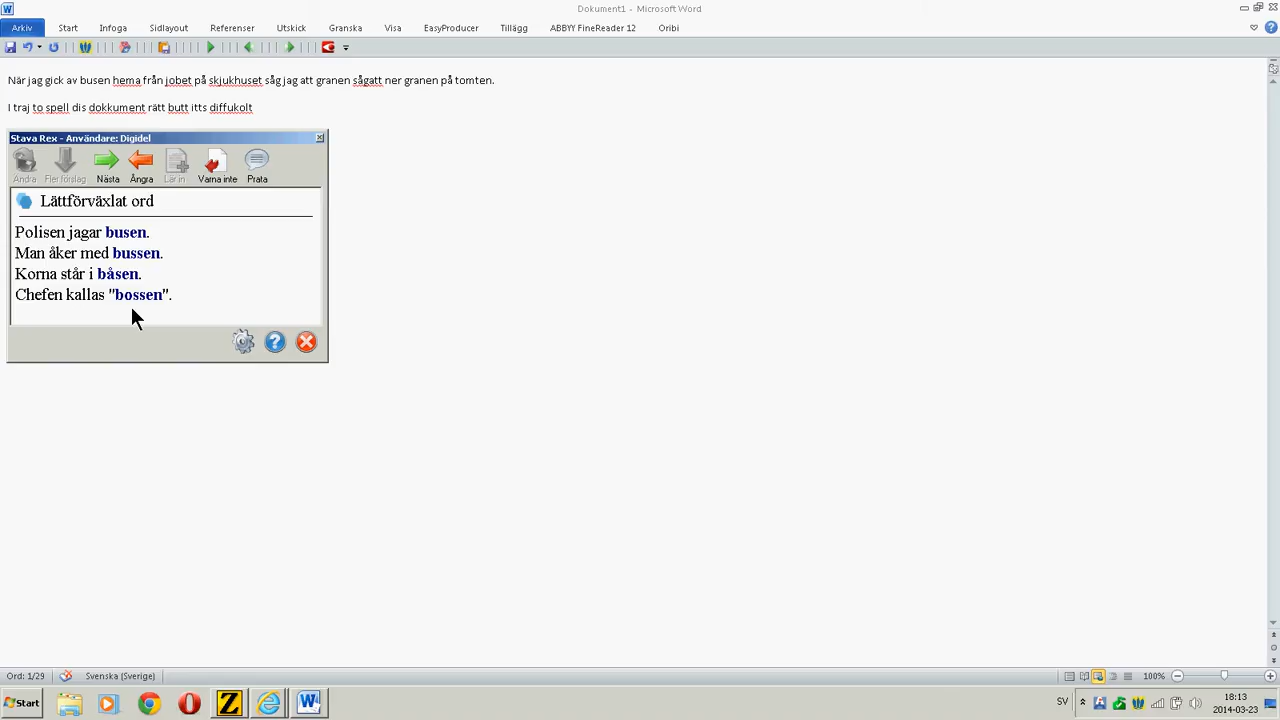 Dokument1 - Microsoft Word
Arkiv Start Infoga Sidlayout Referenser Utskick Granska Visa EasyProducer Tillägg ABBYY FineReader 12 Oribi
När jag gick av busen hema från jobet på skjukhuset såg jag att granen sågatt ner granen på tomten.
I traj to spell dis dokkument rätt butt itts diffukolt
Stava Rex - Användare: Digidel
Ändra Fler förslag Nästa Ångra Lär in Varna inte Prata
Lättförväxlat ord
Polisen jagar busen.
Man åker med bussen.
Korna står i båsen.
Chefen kallas "bossen".
Ord: 1/29 Svenska (Sverige) 100%
Start SV 18:13
2014-03-23